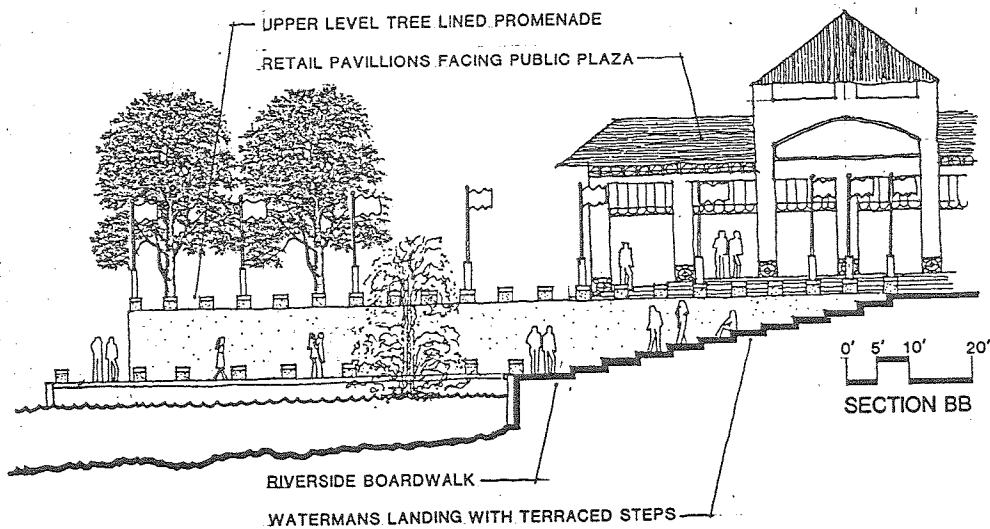 UPPER LEVEL TREE LINED PROMENADE
RETAIL PAVILLIONS FACING PUBLIC PLAZA
0' 5' 10' 20'
SECTION BB
RIVERSIDE BOARDWALK
WATERMANS LANDING WITH TERRACED STEPS